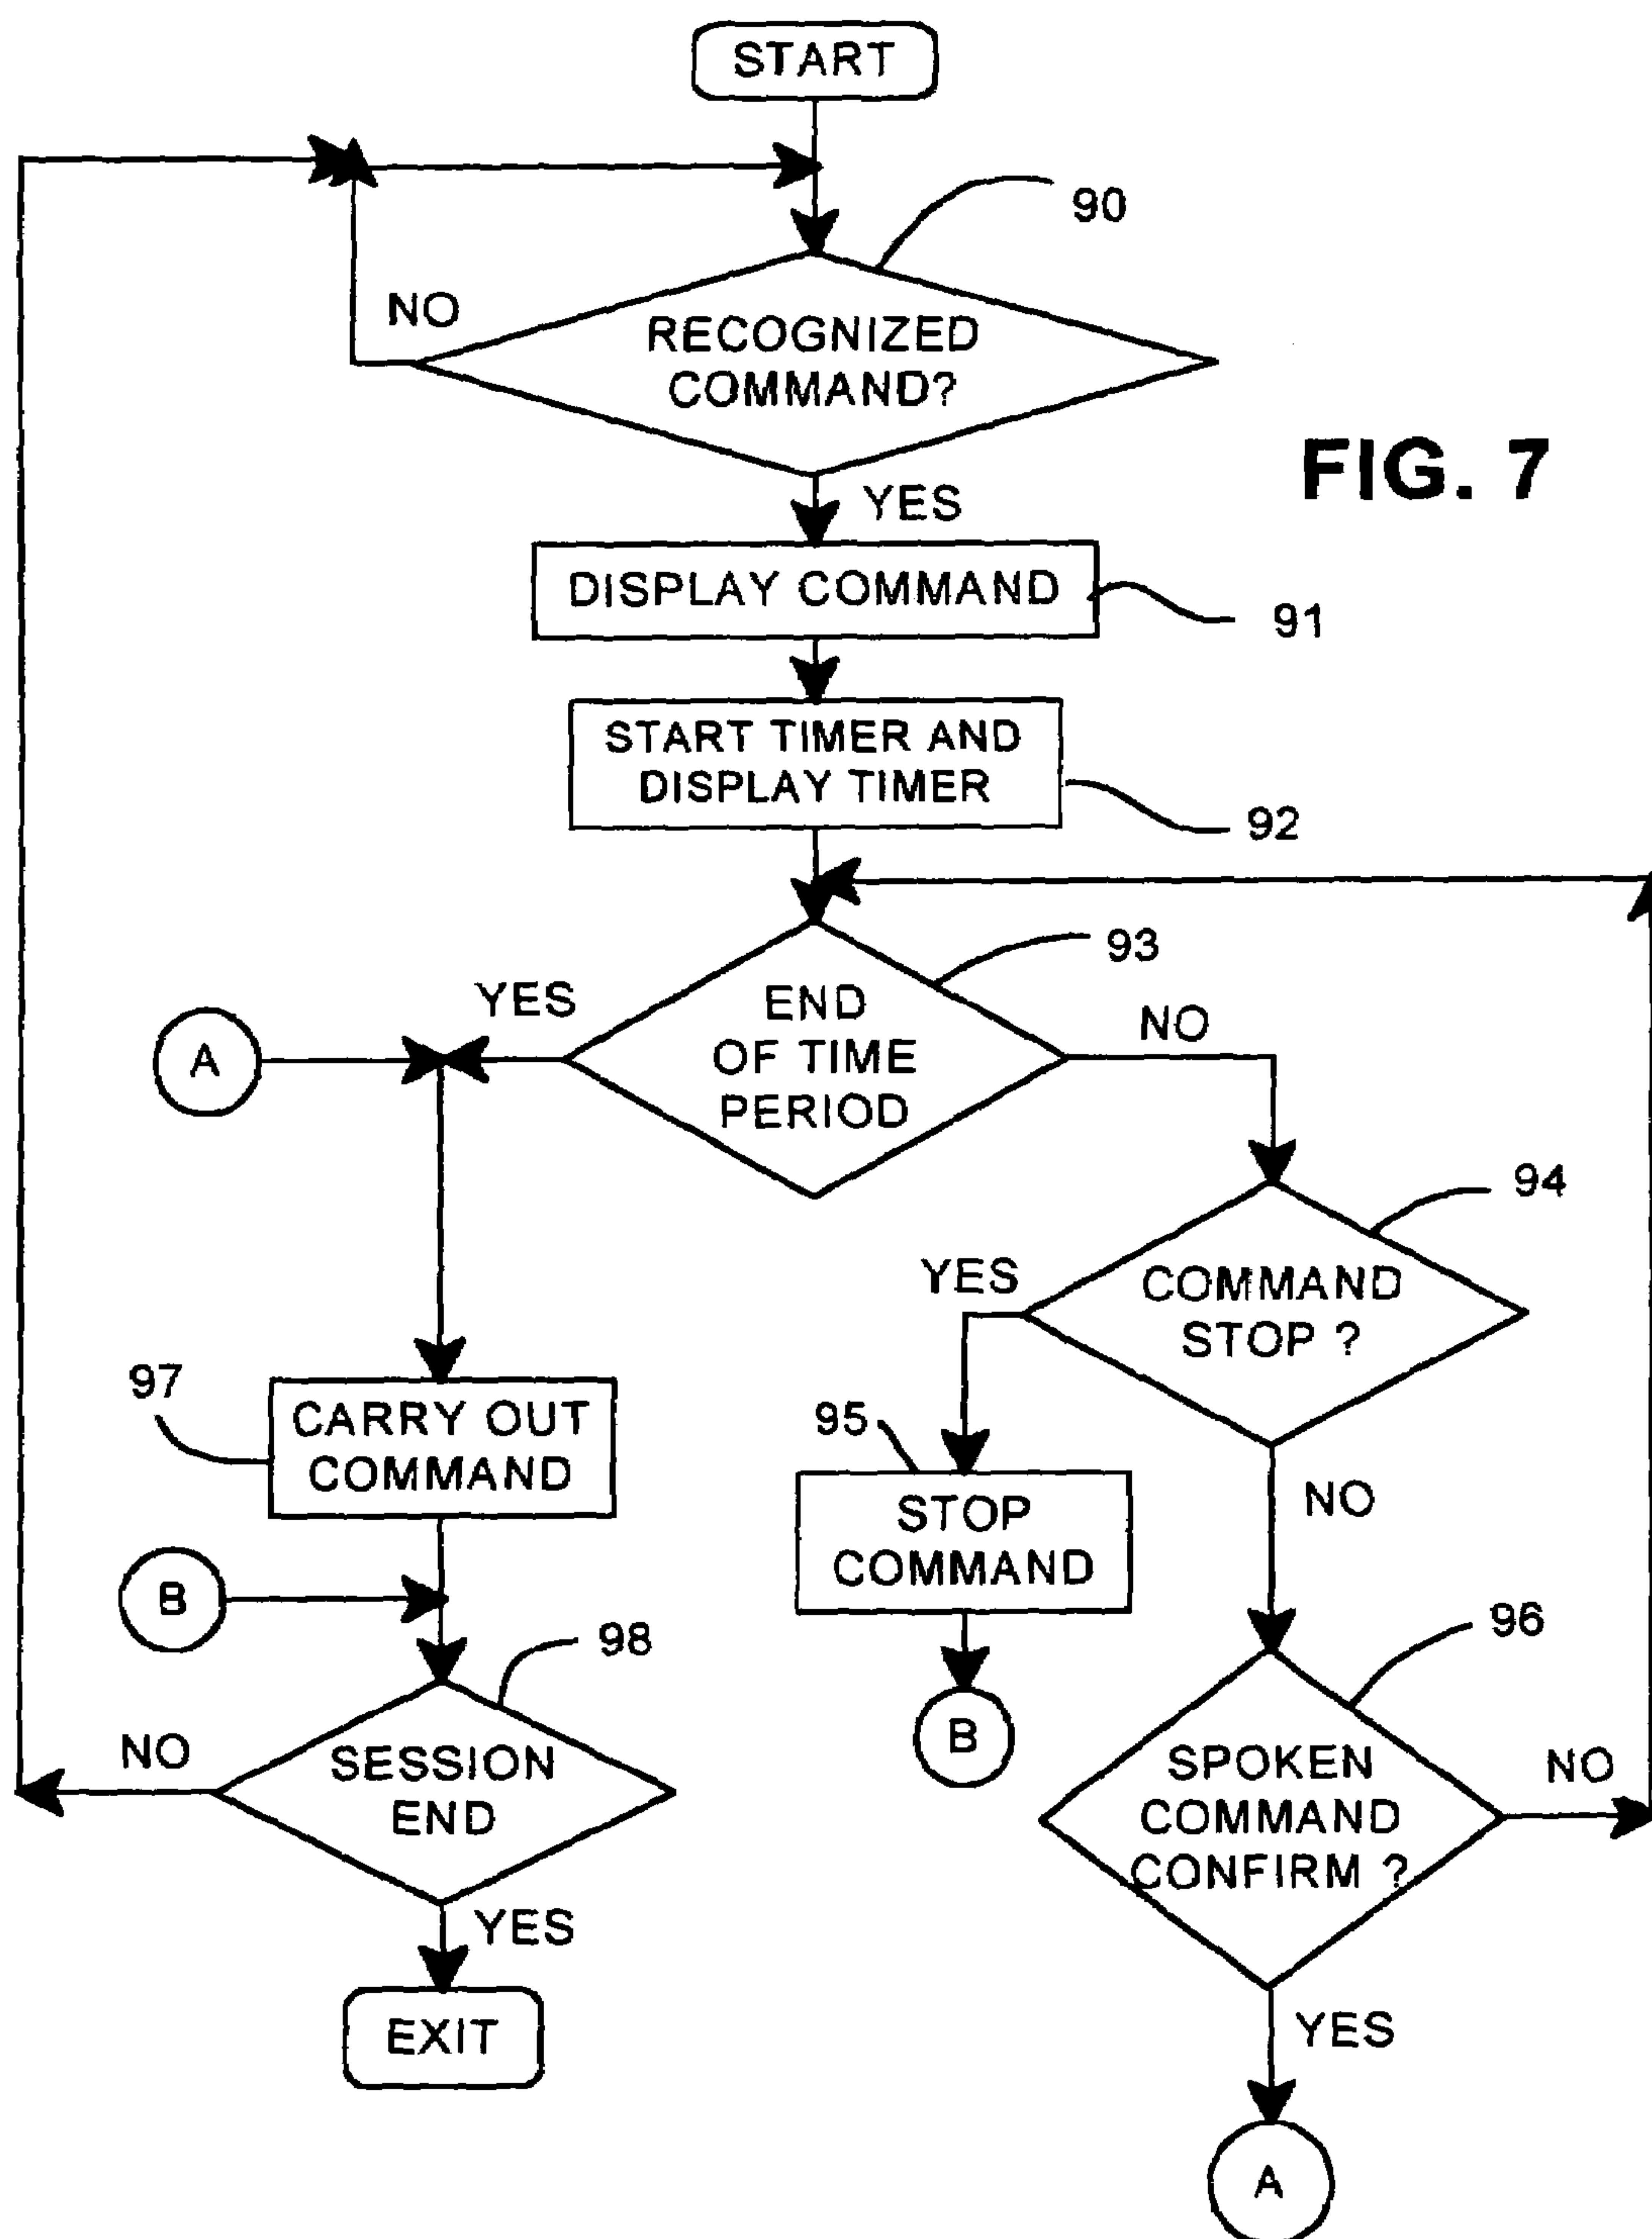 START
90
NO
RECOGNIZED
COMMAND?
FIG. 7
YES
DISPLAY COMMAND
91
START TIMER AND
DISPLAY TIMER
92
93
YES
END
OF TIME
PERIOD
NO
A
94
YES
COMMAND
STOP ?
97
CARRY OUT
COMMAND
95
STOP
COMMAND
NO
B
98
96
NO
SESSION
END
B
SPOKEN
COMMAND
CONFIRM ?
NO
YES
EXIT
YES
A